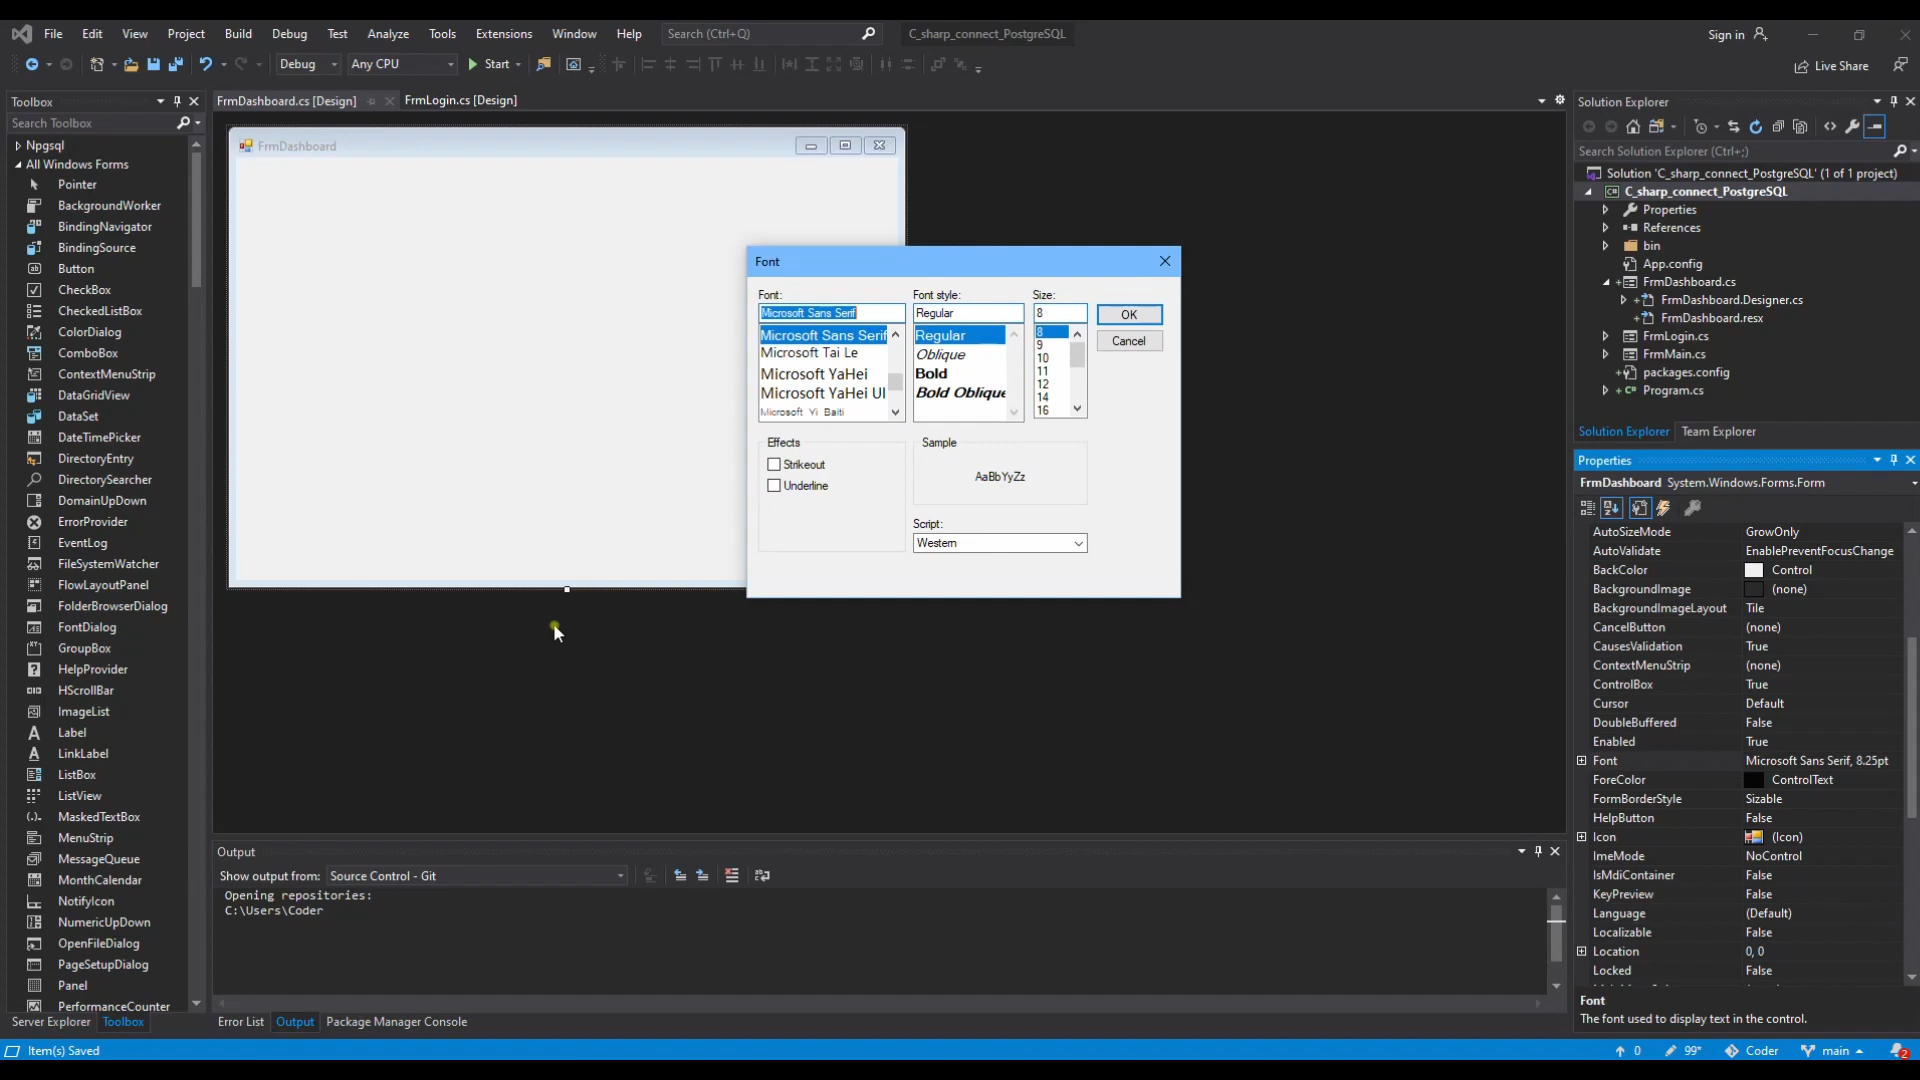 File Edit View Project Build Debug Test Analyze Tools Extensions Window Help Search (Ctrl+Q) C_sharp_connect_PostgreSQL Sign in
Debug Any CPU Start Live Share
Toolbox
Search Toolbox
Npgsql
All Windows Forms
Pointer
BackgroundWorker
BindingNavigator
BindingSource
Button
CheckBox
CheckedListBox
ColorDialog
ComboBox
ContextMenuStrip
DataGridView
DataSet
DateTimePicker
DirectoryEntry
DirectorySearcher
DomainUpDown
ErrorProvider
EventLog
FileSystemWatcher
FlowLayoutPanel
FolderBrowserDialog
FontDialog
GroupBox
HelpProvider
HScrollBar
ImageList
Label
LinkLabel
ListBox
ListView
MaskedTextBox
MenuStrip
MessageQueue
MonthCalendar
NotifyIcon
NumericUpDown
OpenFileDialog
PageSetupDialog
Panel
PerformanceCounter
Server Explorer Toolbox
FrmDashboard.cs [Design] FrmLogin.cs [Design]
FrmDashboard
Font
Font: Font style: Size:
Microsoft Sans Serif Regular 8 OK
Cancel
Microsoft Sans Serif
Microsoft Tai Le
Microsoft YaHei
Microsoft YaHei UI
Microsoft Yi Baiti
Regular
Oblique
Bold
Bold Oblique
8
9
10
11
12
14
16
Effects
Strikeout
Underline
Sample
AaBbYyZz
Script:
Western
Output
Show output from: Source Control - Git
Opening repositories:
C:\Users\Coder
Error List Output Package Manager Console
Solution Explorer
Search Solution Explorer (Ctrl+;)
Solution 'C_sharp_connect_PostgreSQL' (1 of 1 project)
C_sharp_connect_PostgreSQL
Properties
References
bin
App.config
FrmDashboard.cs
FrmDashboard.Designer.cs
FrmDashboard.resx
FrmLogin.cs
FrmMain.cs
packages.config
Program.cs
Solution Explorer Team Explorer
Properties
FrmDashboard System.Windows.Forms.Form
AutoSizeMode GrowOnly
AutoValidate EnablePreventFocusChange
BackColor Control
BackgroundImage (none)
BackgroundImageLayout Tile
CancelButton (none)
CausesValidation True
ContextMenuStrip (none)
ControlBox True
Cursor Default
DoubleBuffered False
Enabled True
Font Microsoft Sans Serif, 8.25pt
ForeColor ControlText
FormBorderStyle Sizable
HelpButton False
Icon (Icon)
ImeMode NoControl
IsMdiContainer False
KeyPreview False
Language (Default)
Localizable False
Location 0, 0
Locked False
Font
The font used to display text in the control.
Item(s) Saved 0 99* Coder main 2